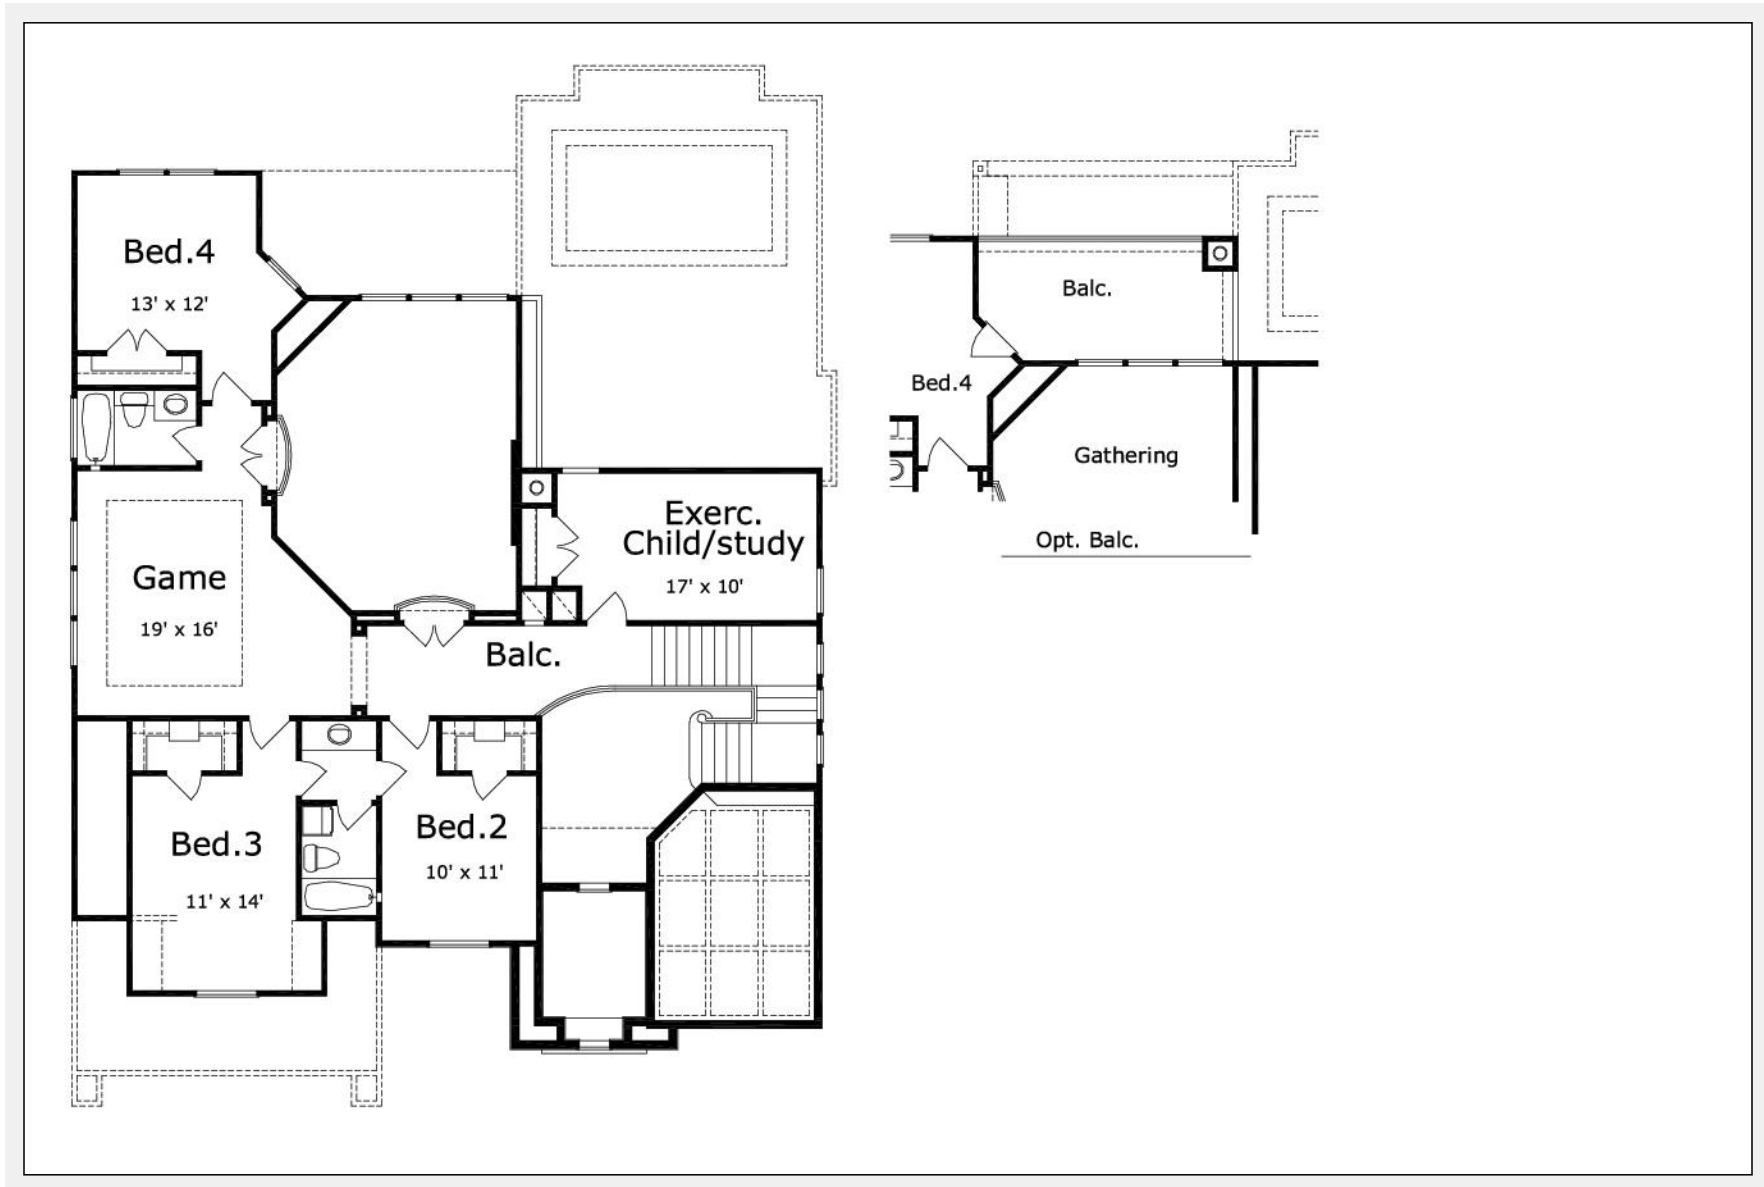 Bed.4
13' x 12'
Game
19' x 16'
Exerc.
Child/study
17' x 10'
Balc.
Bed.3
11' x 14'
Bed.2
10' x 11'
Balc.
Bed.4
Gathering
Opt. Balc.